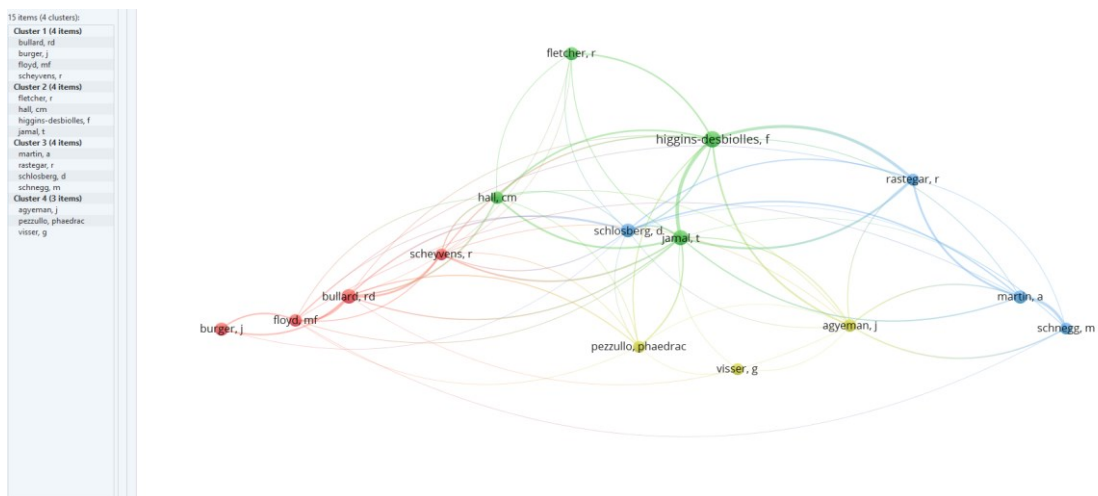 15 items (4 clusters):
Cluster 1 (4 items)
bullard, rd
burger, j
floyd, mf
scheyvens, r
Cluster 2 (4 items)
fletcher, r
hall, cm
higgins-desbiolles, f
jamal, t
Cluster 3 (4 items)
martin, a
rastegar, r
schlosberg, d
schnegg, m
Cluster 4 (3 items)
agyeman, j
pezzullo, phaedrac
visser, g
fletcher, r
higgins-desbiolles, f
rastegar, r
hall, cm
schlosberg, d
jamal, t
scheyvens, r
bullard, rd
martin, a
floyd, mf
burger, j
agyeman, j
schnegg, m
pezzullo, phaedrac
visser, g